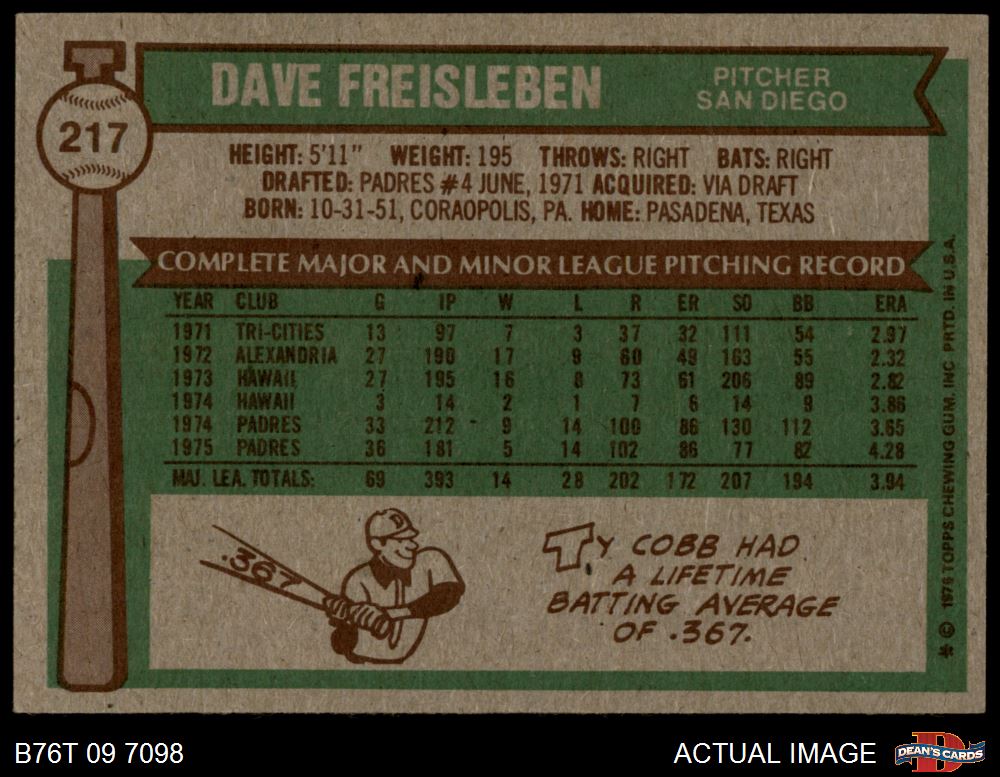 DAVE FREISLEBEN
PITCHER
SAN DIEGO
217
HEIGHT: 5'11" WEIGHT: 195 THROWS: RIGHT BATS: RIGHT
DRAFTED: PADRES #4 JUNE, 1971 ACQUIRED: VIA DRAFT
BORN: 10-31-51, CORAOPOLIS, PA. HOME: PASADENA, TEXAS
COMPLETE MAJOR AND MINOR LEAGUE PITCHING RECORD
YEAR CLUB G IP W L R ER SO BB ERA
1971 TRI-CITIES 13 97 7 3 37 32 111 54 2.97
1972 ALEXANDRIA 27 190 17 9 60 49 163 55 2.32
1973 HAWAII 27 195 16 8 73 61 206 89 2.82
1974 HAWAII 3 14 2 1 7 6 14 9 3.86
1974 PADRES 33 212 9 14 100 86 130 112 3.65
1975 PADRES 36 181 5 14 102 86 77 82 4.28
MAJ. LEA. TOTALS: 69 393 14 28 202 172 207 194 3.94
.367
TY COBB HAD
A LIFETIME
BATTING AVERAGE
OF .367.
* © 1976 TOPPS CHEWING GUM, INC. PRTD. IN U.S.A.
B76T 09 7098
ACTUAL IMAGE
D
DEAN'S CARDS